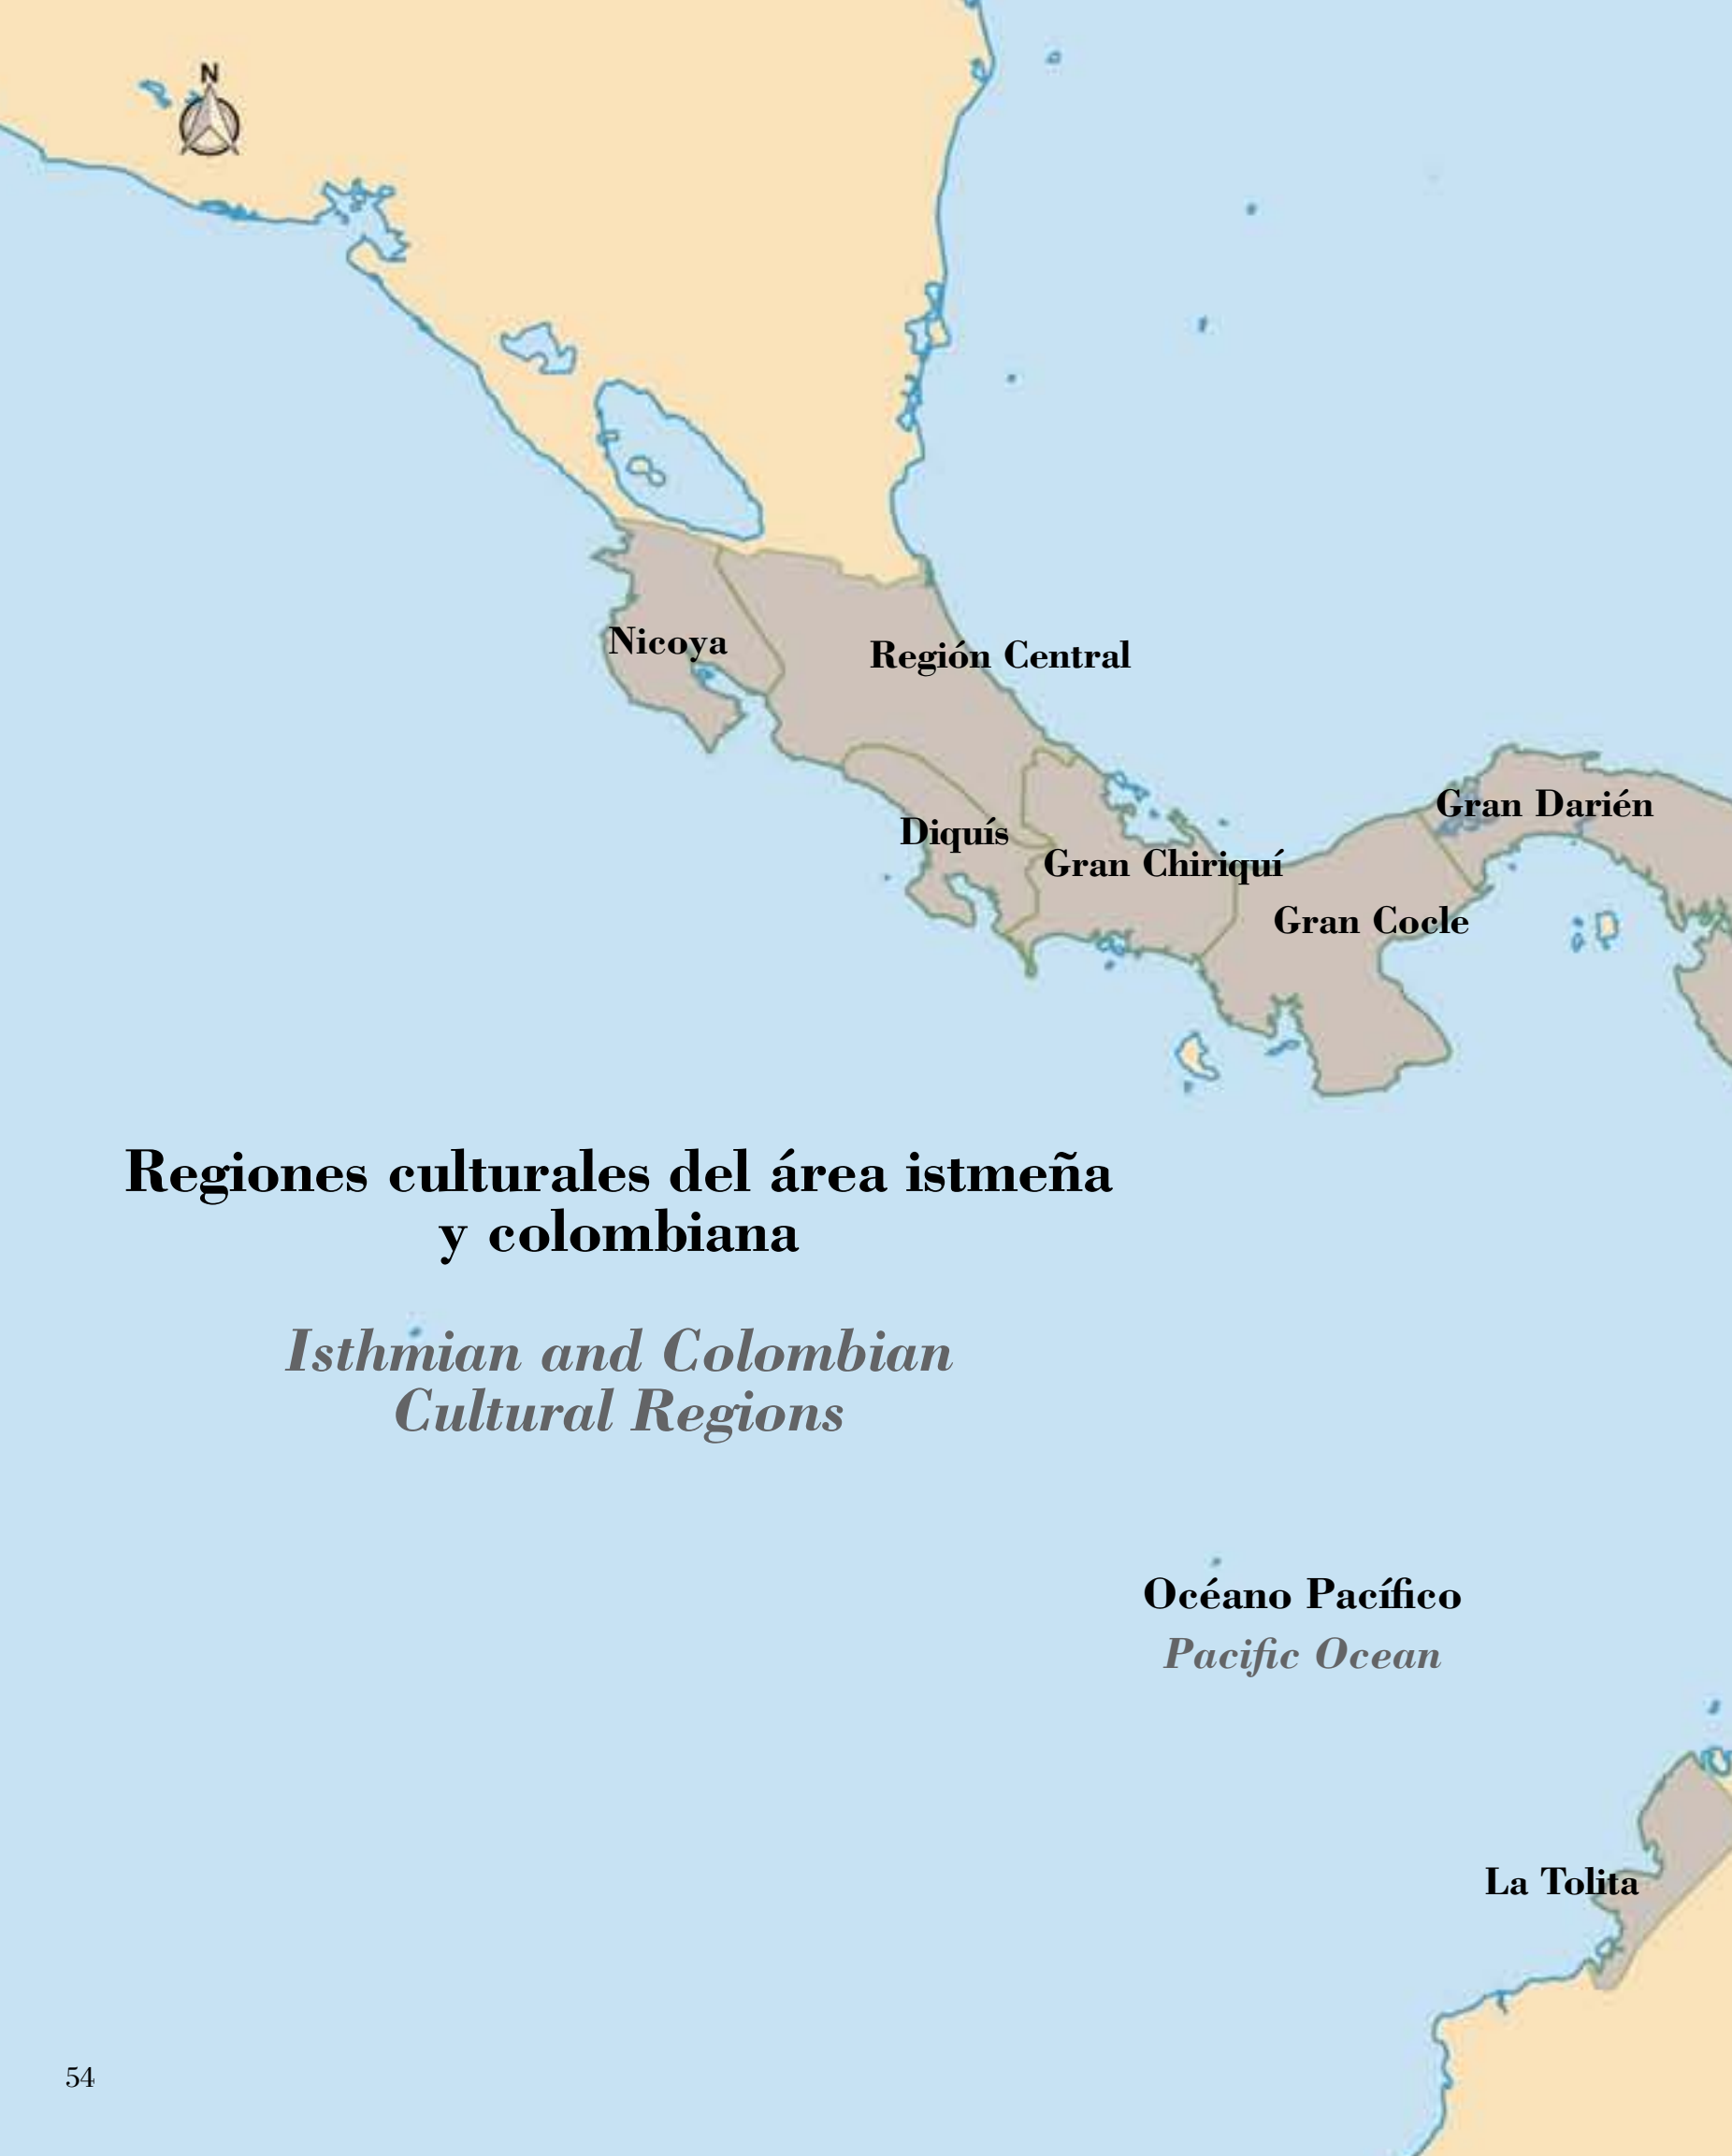 N
Nicoya
Región Central
Gran Darién
Diquís
Gran Chiriquí
Gran Cocle
Regiones culturales del área istmeña
y colombiana
Isthmian and Colombian
Cultural Regions
Océano Pacífico
Pacific Ocean
La Tolita
54